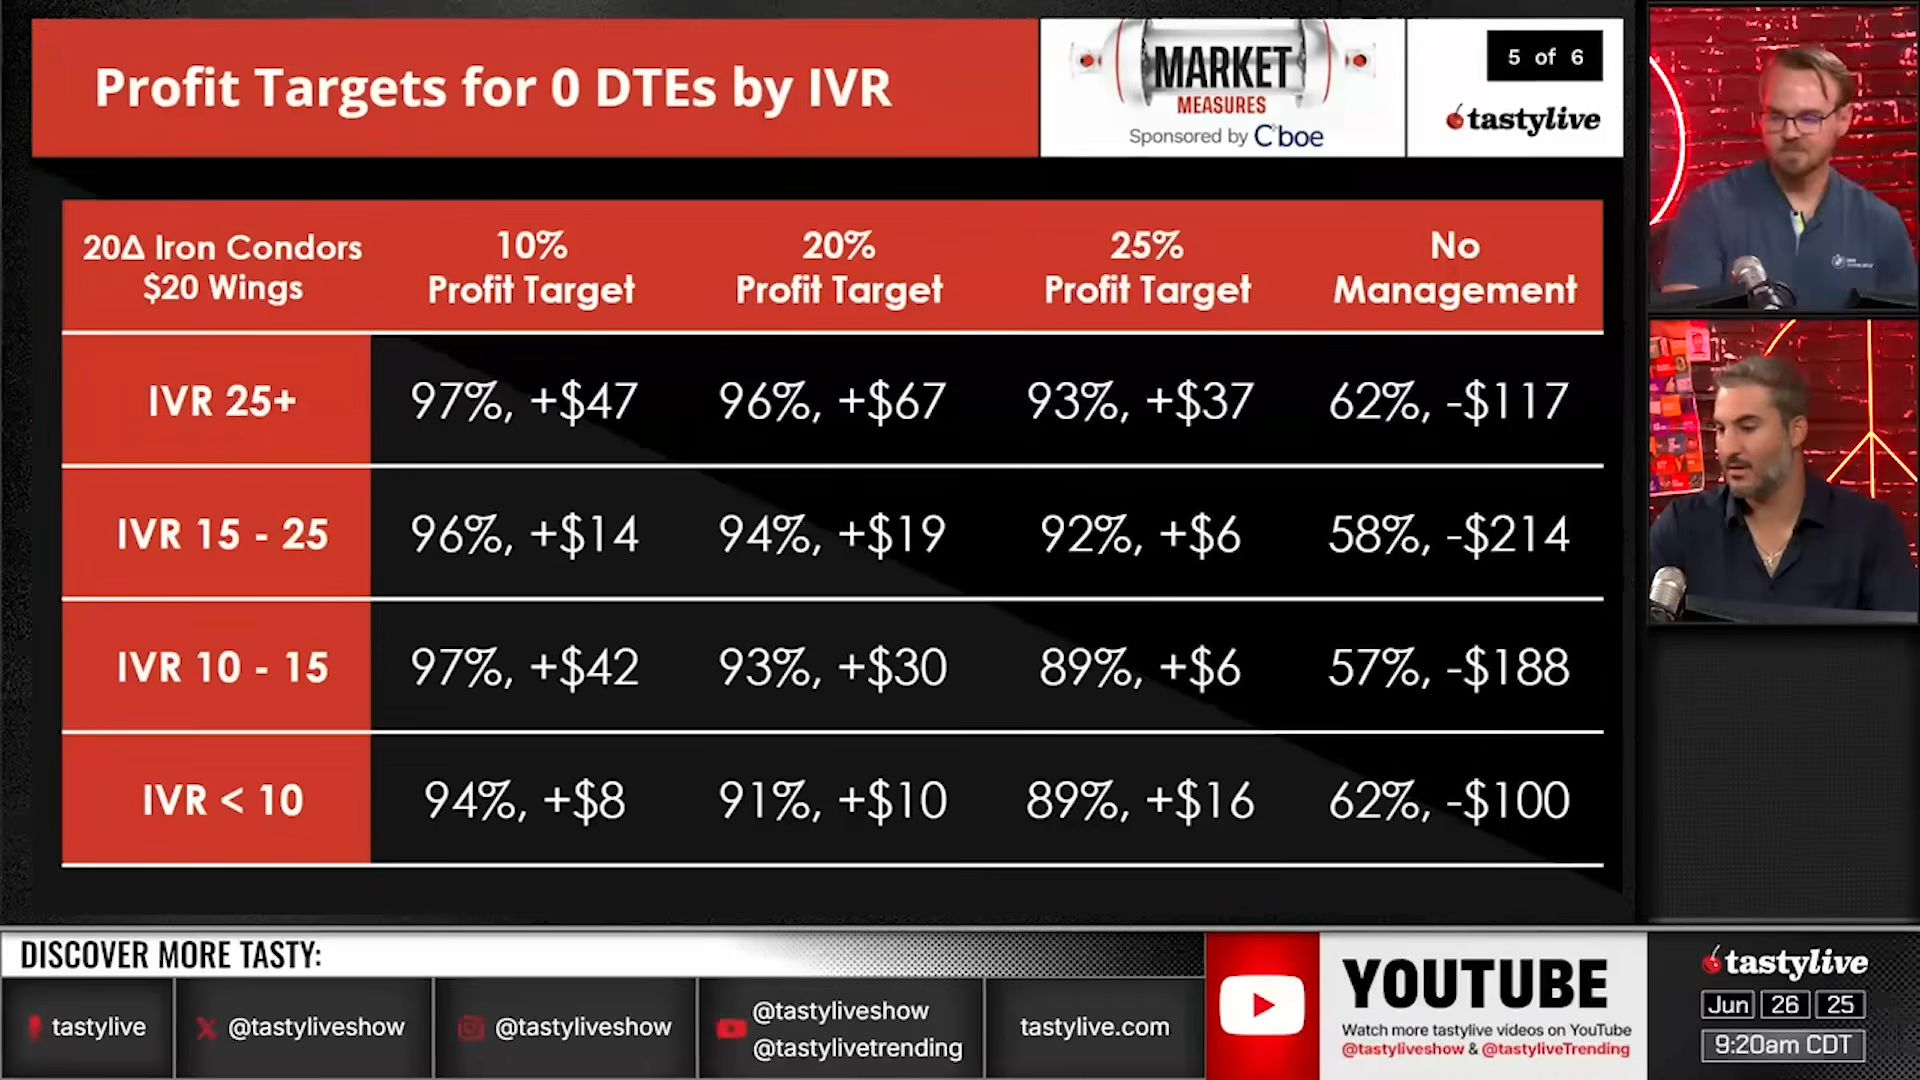 Profit Targets for 0 DTEs by IVR
MARKET
MEASURES
Sponsored by Cboe
5 of 6
tastylive
20Δ Iron Condors
$20 Wings
10%
Profit Target
20%
Profit Target
25%
Profit Target
No
Management
IVR 25+
97%, +$47
96%, +$67
93%, +$37
62%, -$117
IVR 15 - 25
96%, +$14
94%, +$19
92%, +$6
58%, -$214
IVR 10 - 15
97%, +$42
93%, +$30
89%, +$6
57%, -$188
IVR < 10
94%, +$8
91%, +$10
89%, +$16
62%, -$100
DISCOVER MORE TASTY:
tastylive
@tastyliveshow
@tastyliveshow
@tastyliveshow
@tastylivetrending
tastylive.com
YOUTUBE
Watch more tastylive videos on YouTube
@tastyliveshow & @tastyliveTrending
tastylive
Jun 26 25
9:20am CDT